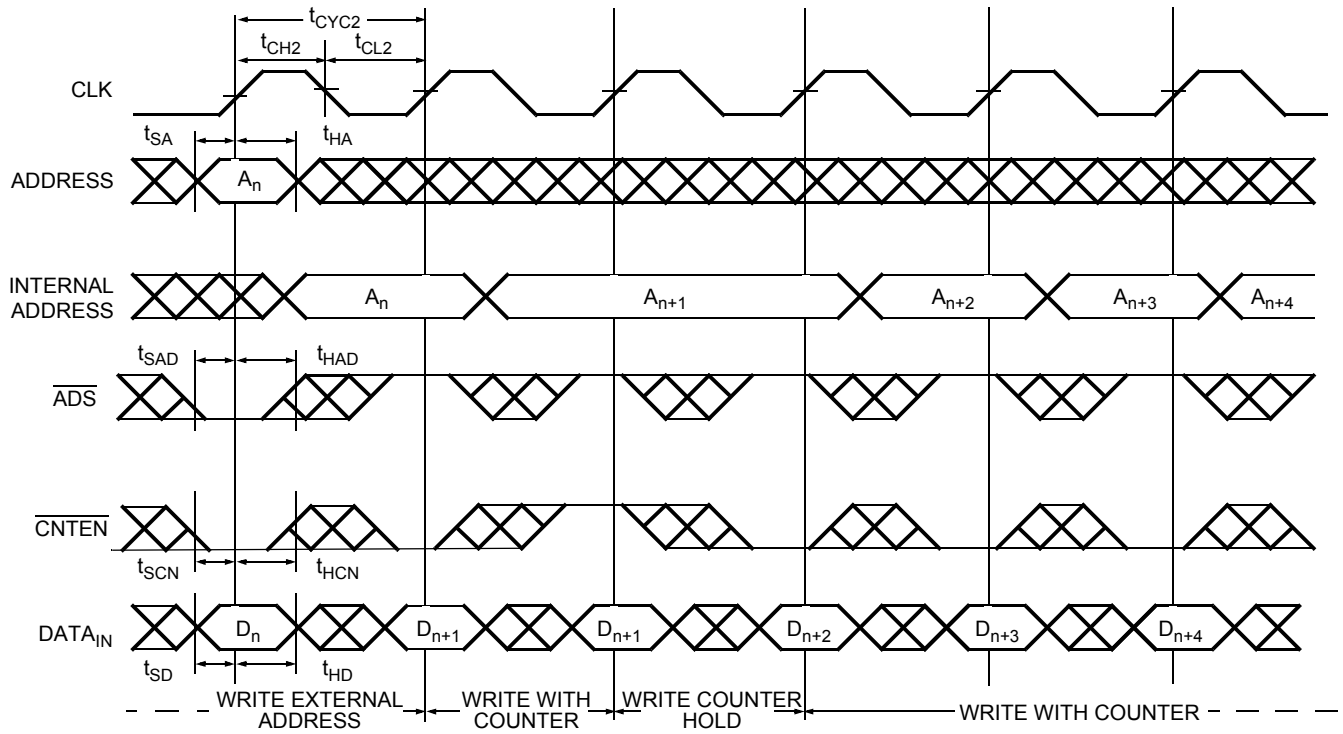 tCYC2
tCH2 tCL2
CLK
tSA tHA
ADDRESS An
INTERNAL ADDRESS An An+1 An+2 An+3 An+4
tSAD tHAD
ADS
CNTEN
tSCN tHCN
DATAIN Dn Dn+1 Dn+1 Dn+2 Dn+3 Dn+4
tSD tHD
WRITE EXTERNAL ADDRESS
WRITE WITH COUNTER
WRITE COUNTER HOLD
WRITE WITH COUNTER